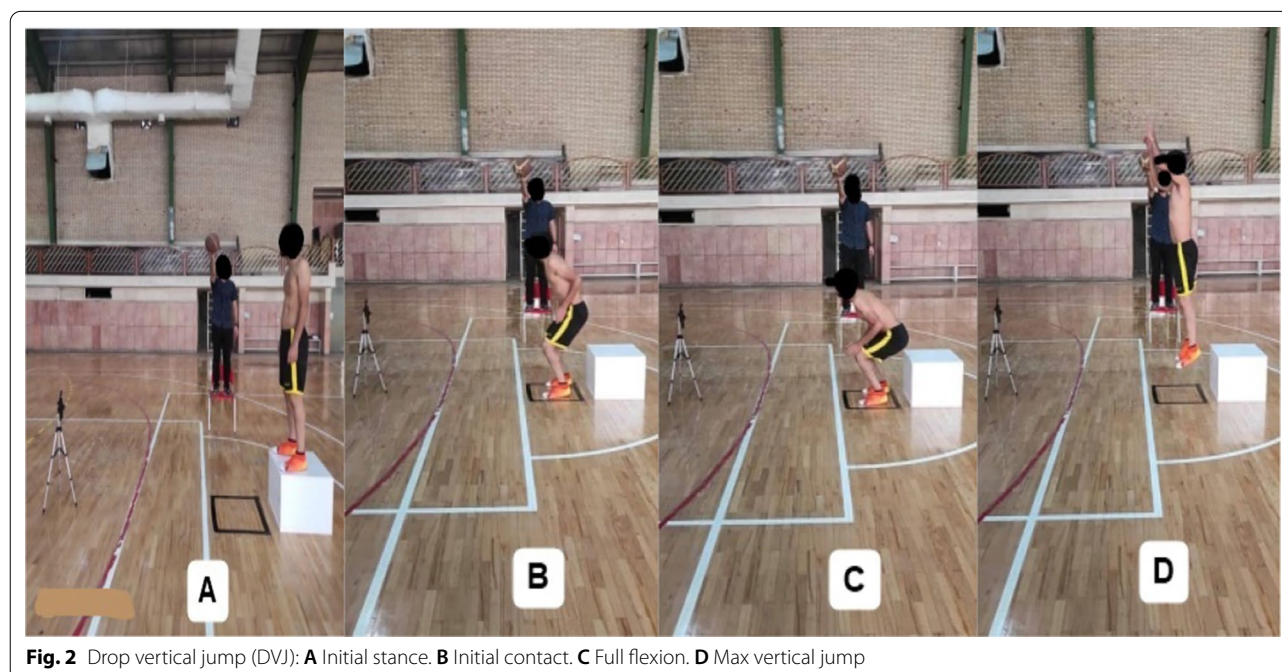 A
B
C
D
Fig. 2 Drop vertical jump (DVJ): A Initial stance. B Initial contact. C Full flexion. D Max vertical jump